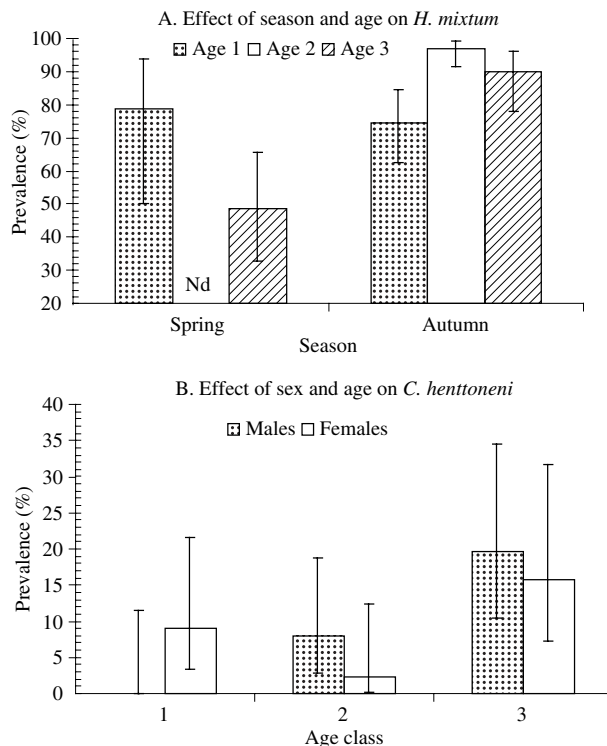 A. Effect of season and age on H. mixtum
100
90
80
70
60
50
40
30
20
Prevalence (%)
Age 1 Age 2 Age 3
Nd
Spring Autumn
Season
B. Effect of sex and age on C. henttoneni
40
35
30
25
20
15
10
5
0
Prevalence (%)
Males Females
1 2 3
Age class